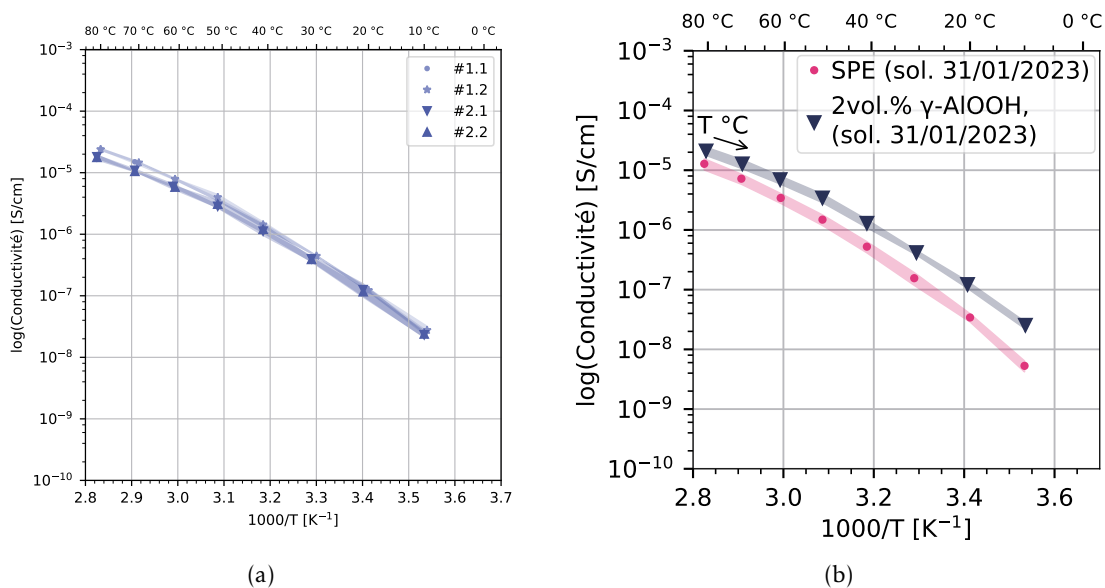 80 °C 70 °C 60 °C 50 °C 40 °C 30 °C 20 °C 10 °C 0 °C
10⁻³
10⁻⁴
10⁻⁵
10⁻⁶
10⁻⁷
10⁻⁸
10⁻⁹
10⁻¹⁰
log(Conductivité) [S/cm]
#1.1
#1.2
#2.1
#2.2
2.8 2.9 3.0 3.1 3.2 3.3 3.4 3.5 3.6 3.7
1000/T [K⁻¹]
(a)
80 °C 60 °C 40 °C 20 °C 0 °C
10⁻³
10⁻⁴
10⁻⁵
10⁻⁶
10⁻⁷
10⁻⁸
10⁻⁹
10⁻¹⁰
log(Conductivité) [S/cm]
SPE (sol. 31/01/2023)
2vol.% γ-AlOOH,
(sol. 31/01/2023)
T °C
2.8 3.0 3.2 3.4 3.6
1000/T [K⁻¹]
(b)